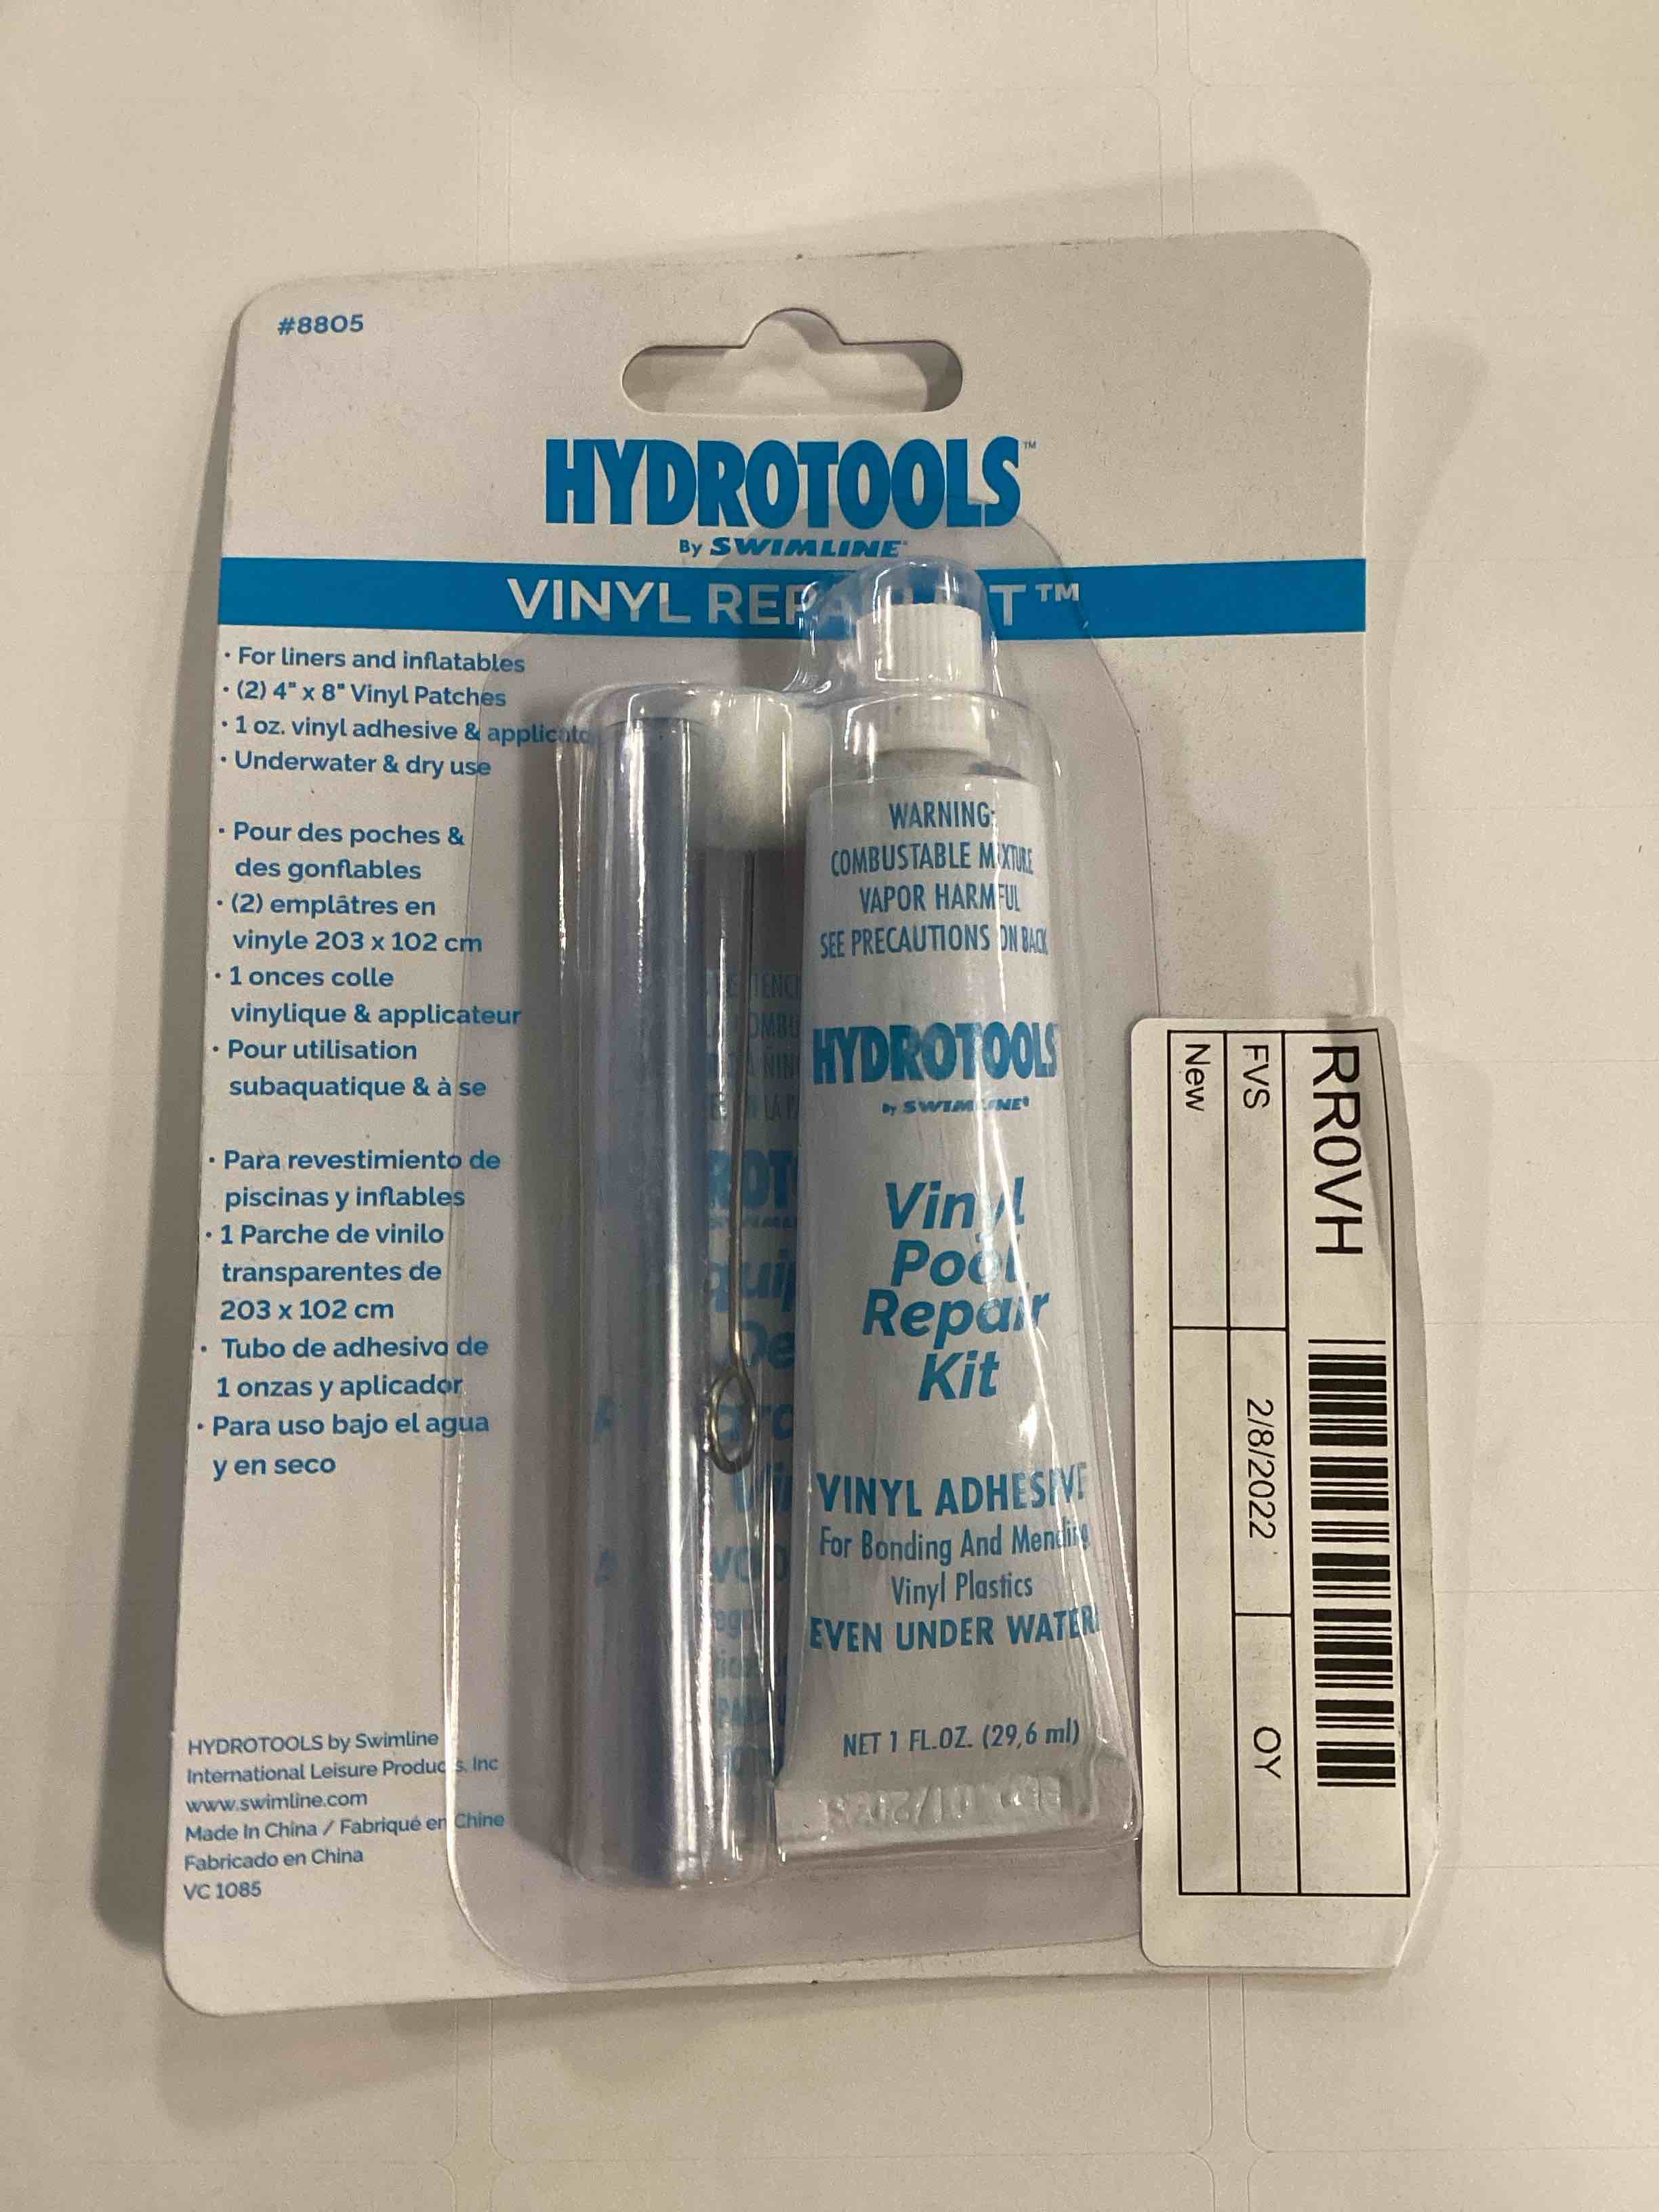 #8805
HYDROTOOLS™
By SWIMLINE
VINYL REPA T™
• For liners and inflatables
• (2) 4" x 8" Vinyl Patches
• 1 oz. vinyl adhesive & applicato
• Underwater & dry use
• Pour des poches &
des gonflables
• (2) emplâtres en
vinyle 203 x 102 cm
• 1 onces colle
vinylique & applicateur
• Pour utilisation
subaquatique & à se
• Para revestimiento de
piscinas y inflables
• 1 Parche de vinilo
transparentes de
203 x 102 cm
• Tubo de adhesivo de
1 onzas y aplicador
• Para uso bajo el agua
y en seco
HYDROTOOLS by Swimline
International Leisure Products, Inc
www.swimline.com
Made In China / Fabriqué en Chine
Fabricado en China
VC 1085
WARNING:
COMBUSTABLE MIXTURE
VAPOR HARMFUL
SEE PRECAUTIONS ON BACK
HYDROTOOLS
by SWIMLINE®
Vinyl
Pool
Repair
Kit
VINYL ADHESIVE
For Bonding And Mending
Vinyl Plastics
EVEN UNDER WATER
NET 1 FL.OZ. (29,6 ml)
RR0VH
FVS 2/8/2022 OY
New